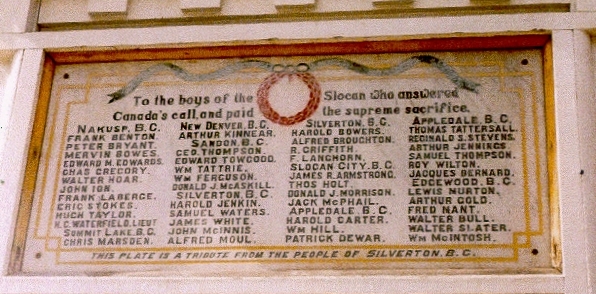 To the boys of the Slocan who answered
Canada's call, and paid the supreme sacrifice.
NAKUSP, B.C.
FRANK BENTON.
PETER BRYANT.
MERVIN BOWES.
EDWARD M. EDWARDS.
CHAS GREGORY.
WALTER HOAR.
JOHN ION.
FRANK LABERGE.
ERIC STOKES.
HUGH TAYLOR.
H.C. WATERFIELD, LIEUT
SUMMIT LAKE, B.C.
CHRIS MARSDEN.
NEW DENVER, B.C.
ARTHUR KINNEAR.
SANDON, B.C.
GEO. THOMPSON.
EDWARD TOWGOOD.
WM TATTRIE.
WM FERGUSON.
DONALD J. McASKILL.
SILVERTON, B.C.
HAROLD JENKIN.
SAMUEL WATERS.
JAMES WHITE.
JOHN McINNIS.
ALFRED MOUL.
SILVERTON, B.C.
HAROLD BOWERS.
ALFRED BROUGHTON.
R. GRIFFITH.
F. LANGHORN.
SLOCAN CITY, B.C.
JAMES R. ARMSTRONG.
THOS HOLT.
DONALD J. MORRISON.
JACK McPHAIL.
APPLEDALE, B.C.
HAROLD CARTER.
WM HILL.
PATRICK DEWAR.
APPLEDALE, B.C.
THOMAS TATTERSALL.
REGINALD S. STEVENS.
ARTHUR JENNINGS.
SAMUEL THOMPSON.
ROY WILTON.
JACQUES BERNARD.
EDGEWOOD, B.C.
LEWIS NURTON.
ARTHUR GOLD.
FRED NANT.
WALTER BULL.
WALTER SLATER.
WM McINTOSH.
THIS PLATE IS A TRIBUTE FROM THE PEOPLE OF SILVERTON, B.C.